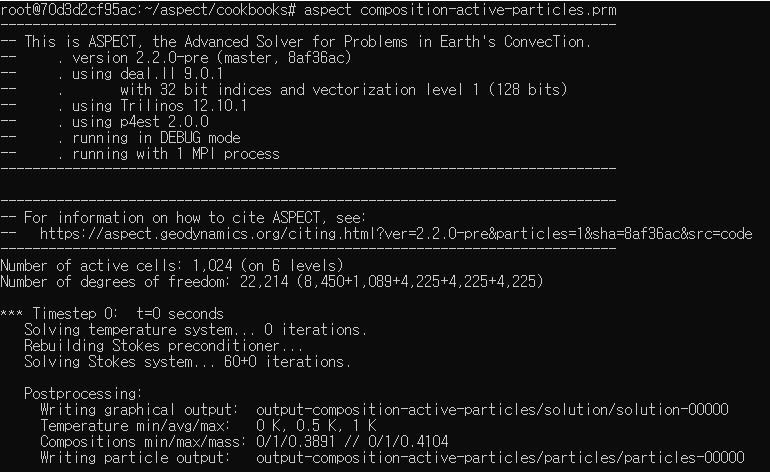 root@70d3d2cf95ac:~/aspect/cookbooks# aspect composition-active-particles.prm
-----------------------------------------------------------------------------
-- This is ASPECT, the Advanced Solver for Problems in Earth's ConvecTion.
--     . version 2.2.0-pre (master, 8af36ac)
--     . using deal.II 9.0.1
--     .       with 32 bit indices and vectorization level 1 (128 bits)
--     . using Trilinos 12.10.1
--     . using p4est 2.0.0
--     . running in DEBUG mode
--     . running with 1 MPI process
-----------------------------------------------------------------------------
-----------------------------------------------------------------------------
-- For information on how to cite ASPECT, see:
--   https://aspect.geodynamics.org/citing.html?ver=2.2.0-pre&particles=1&sha=8af36ac&src=code
-----------------------------------------------------------------------------
Number of active cells: 1,024 (on 6 levels)
Number of degrees of freedom: 22,214 (8,450+1,089+4,225+4,225+4,225)
*** Timestep 0:  t=0 seconds
   Solving temperature system... 0 iterations.
   Rebuilding Stokes preconditioner...
   Solving Stokes system... 60+0 iterations.
   Postprocessing:
     Writing graphical output:  output-composition-active-particles/solution/solution-00000
     Temperature min/avg/max:   0 K, 0.5 K, 1 K
     Compositions min/max/mass: 0/1/0.3891 // 0/1/0.4104
     Writing particle output:   output-composition-active-particles/particles/particles-00000